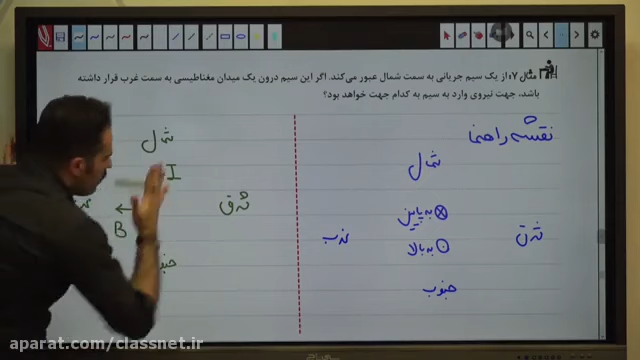 مثال ۷: از یک سیم جریانی به سمت شمال عبور می‌کند. اگر این سیم درون یک میدان مغناطیسی به سمت غرب قرار داشته
باشد، جهت نیروی وارد به سیم به کدام جهت خواهد بود؟
نقشه راهنما
شمال
⊗ به پایین
شرق
غرب
⊙ به بالا
جنوب
شمال
I
شرق
←
B
aparat.com/classnet.ir